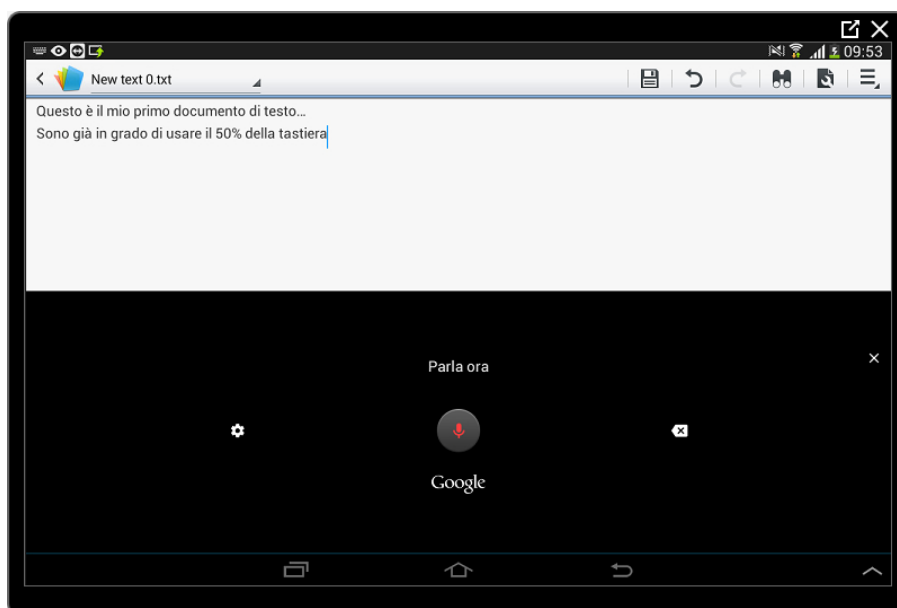 09:53
New text 0.txt
Questo è il mio primo documento di testo...
Sono già in grado di usare il 50% della tastiera
Parla ora
Google